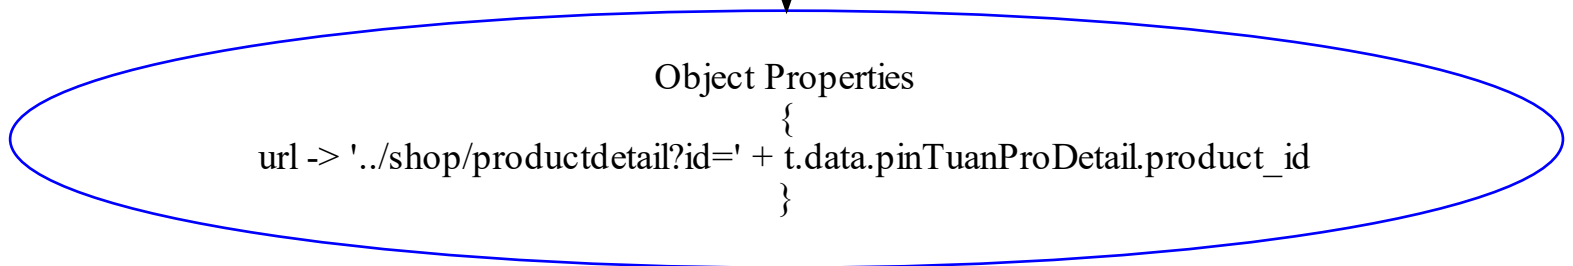 Object Properties
{
url -> '../shop/productdetail?id=' + t.data.pinTuanProDetail.product_id
}